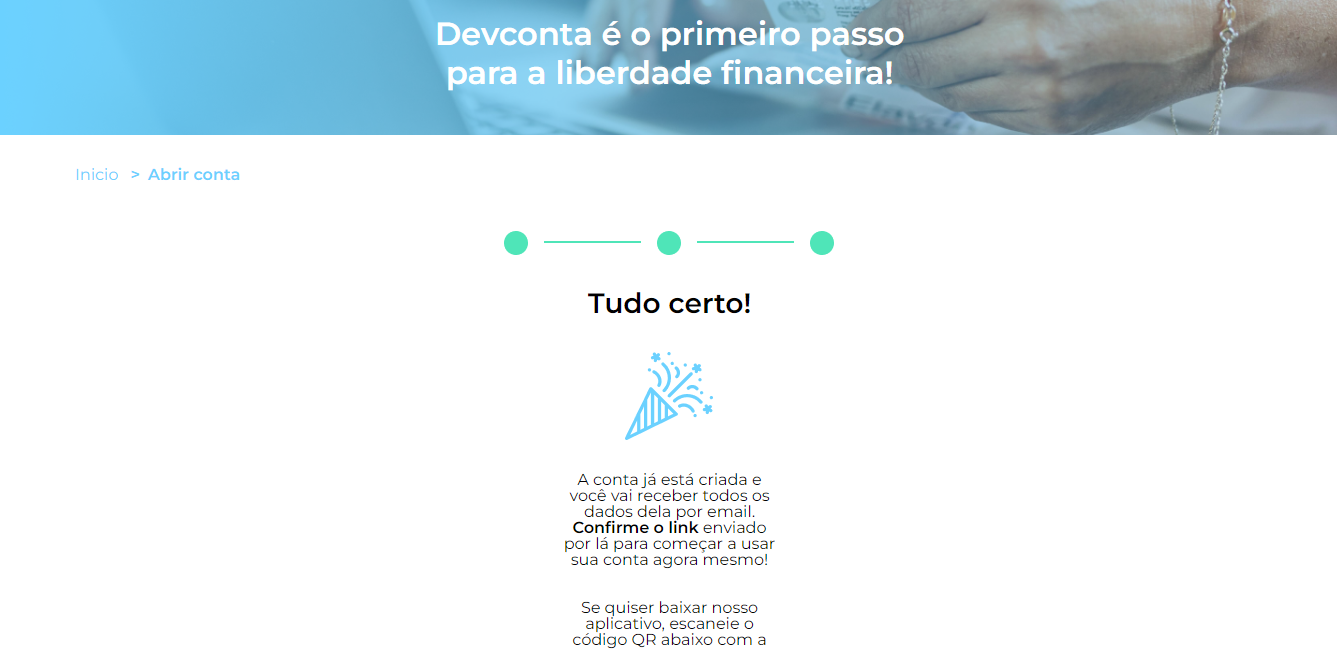 Devconta é o primeiro passo
para a liberdade financeira!
Inicio > Abrir conta
Tudo certo!
A conta já está criada e
você vai receber todos os
dados dela por email.
Confirme o link enviado
por lá para começar a usar
sua conta agora mesmo!
Se quiser baixar nosso
aplicativo, escaneie o
código QR abaixo com a